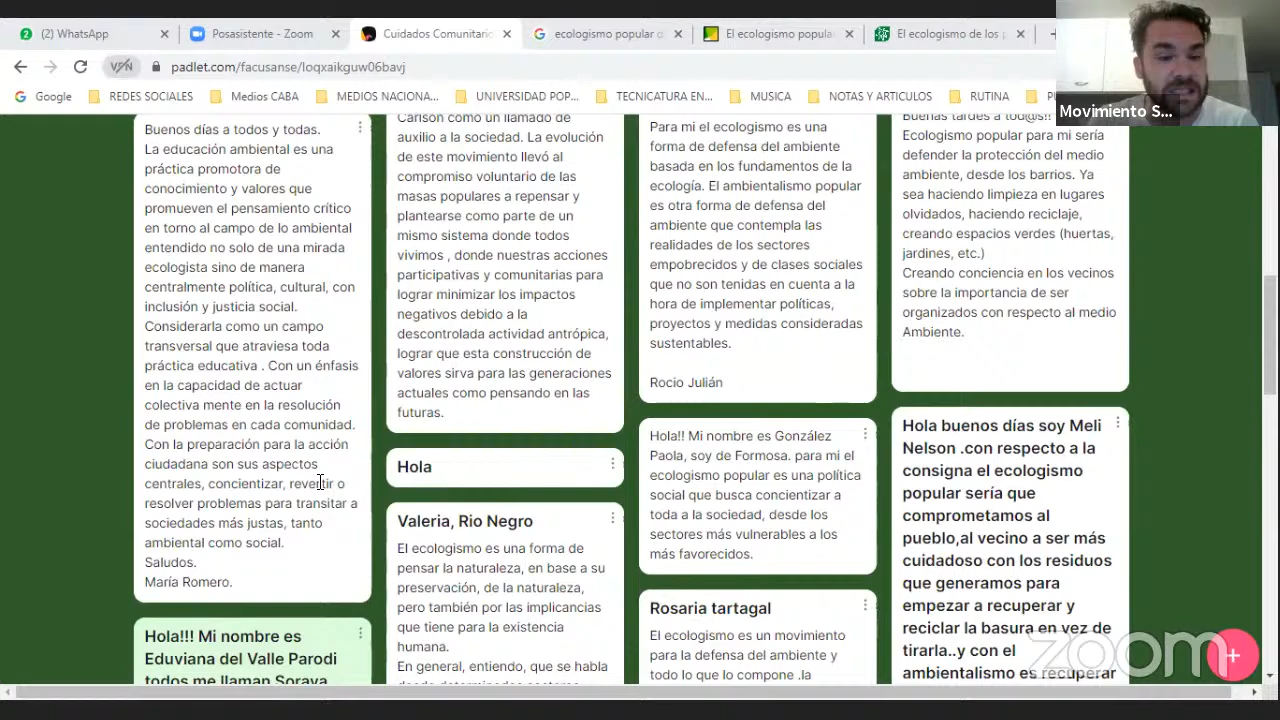 (2) WhatsApp
Posasistente - Zoom
Cuidados Comunitario
ecologismo popular
El ecologismo popula
El ecologismo de los
padlet.com/facusanse/loqxaikguw06bavj
Google
REDES SOCIALES
Medios CABA
MEDIOS NACIONA...
UNIVERSIDAD POP...
TECNICATURA EN...
MUSICA
NOTAS Y ARTICULOS
RUTINA
Movimiento S...
Buenos días a todos y todas.
La educación ambiental es una
práctica promotora de
conocimiento y valores que
promueven el pensamiento crítico
en torno al campo de lo ambiental
entendido no solo de una mirada
ecologista sino de manera
centralmente política, cultural, con
inclusión y justicia social.
Considerarla como un campo
transversal que atraviesa toda
práctica educativa . Con un énfasis
en la capacidad de actuar
colectiva mente en la resolución
de problemas en cada comunidad.
Con la preparación para la acción
ciudadana son sus aspectos
centrales, concientizar, revertir o
resolver problemas para transitar a
sociedades más justas, tanto
ambiental como social.
Saludos.
María Romero.
Hola!!! Mi nombre es
Eduviana del Valle Parodi
todos me llaman Soraya
Carlson como un llamado de
auxilio a la sociedad. La evolución
de este movimiento llevó al
compromiso voluntario de las
masas populares a repensar y
plantearse como parte de un
mismo sistema donde todos
vivimos , donde nuestras acciones
participativas y comunitarias para
lograr minimizar los impactos
negativos debido a la
descontrolada actividad antrópica,
lograr que esta construcción de
valores sirva para las generaciones
actuales como pensando en las
futuras.
Hola
Valeria, Rio Negro
El ecologismo es una forma de
pensar la naturaleza, en base a su
preservación, de la naturaleza,
pero también por las implicancias
que tiene para la existencia
humana.
En general, entiendo, que se habla
desde determinados sectores
Para mi el ecologismo es una
forma de defensa del ambiente
basada en los fundamentos de la
ecología. El ambientalismo popular
es otra forma de defensa del
ambiente que contempla las
realidades de los sectores
empobrecidos y de clases sociales
que no son tenidas en cuenta a la
hora de implementar políticas,
proyectos y medidas consideradas
sustentables.
Rocio Julián
Hola!! Mi nombre es González
Paola, soy de Formosa. para mi el
ecologismo popular es una política
social que busca concientizar a
toda a la sociedad, desde los
sectores más vulnerables a los
más favorecidos.
Rosaria tartagal
El ecologismo es un movimiento
para la defensa del ambiente y
todo lo que lo compone .la
Buenas tardes a tod@s!!
Ecologismo popular para mi sería
defender la protección del medio
ambiente, desde los barrios. Ya
sea haciendo limpieza en lugares
olvidados, haciendo reciclaje,
creando espacios verdes (huertas,
jardines, etc.)
Creando conciencia en los vecinos
sobre la importancia de ser
organizados con respecto al medio
Ambiente.
Hola buenos días soy Meli
Nelson .con respecto a la
consigna el ecologismo
popular sería que
comprometamos al
pueblo,al vecino a ser más
cuidadoso con los residuos
que generamos para
empezar a recuperar y
reciclar la basura en vez de
tirarla..y con el
ambientalismo es recuperar
zoom